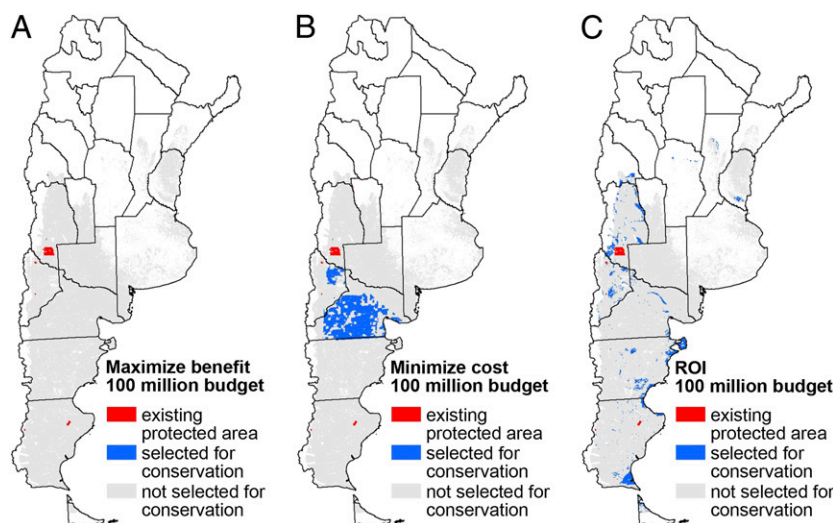 A
Maximize benefit
100 million budget
existing
protected area
selected for
conservation
not selected for
conservation
B
Minimize cost
100 million budget
existing
protected area
selected for
conservation
not selected for
conservation
C
ROI
100 million budget
existing
protected area
selected for
conservation
not selected for
conservation